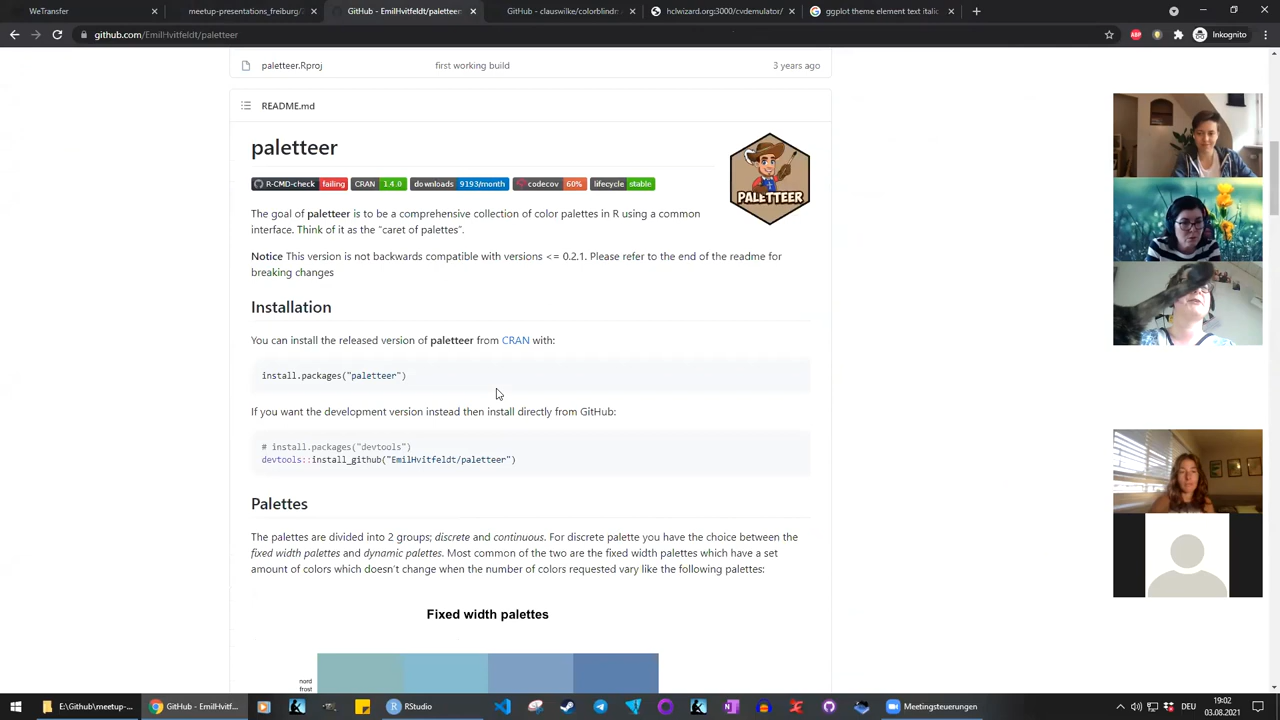 WeTransfer
meetup-presentations_freiburg/2
GitHub - EmilHvitfeldt/paletteer
GitHub - clauswilke/colorblindr
hclwizard.org:3000/cvdemulator/
ggplot theme element text italic
github.com/EmilHvitfeldt/paletteer
ABP
Inkognito
paletteer.Rproj
first working build
3 years ago
README.md
paletteer
R-CMD-check failing CRAN 1.4.0 downloads 9193/month codecov 60% lifecycle stable
PALETTEER
The goal of paletteer is to be a comprehensive collection of color palettes in R using a common
interface. Think of it as the “caret of palettes”.
Notice This version is not backwards compatible with versions <= 0.2.1. Please refer to the end of the readme for
breaking changes
Installation
You can install the released version of paletteer from CRAN with:
install.packages("paletteer")
If you want the development version instead then install directly from GitHub:
# install.packages("devtools")
devtools::install_github("EmilHvitfeldt/paletteer")
Palettes
The palettes are divided into 2 groups; discrete and continuous. For discrete palette you have the choice between the
fixed width palettes and dynamic palettes. Most common of the two are the fixed width palettes which have a set
amount of colors which doesn’t change when the number of colors requested vary like the following palettes:
Fixed width palettes
nord
frost
E:\Github\meetup-...
GitHub - EmilHvitf...
RStudio
Meetingsteuerungen
DEU
19:02
03.08.2021